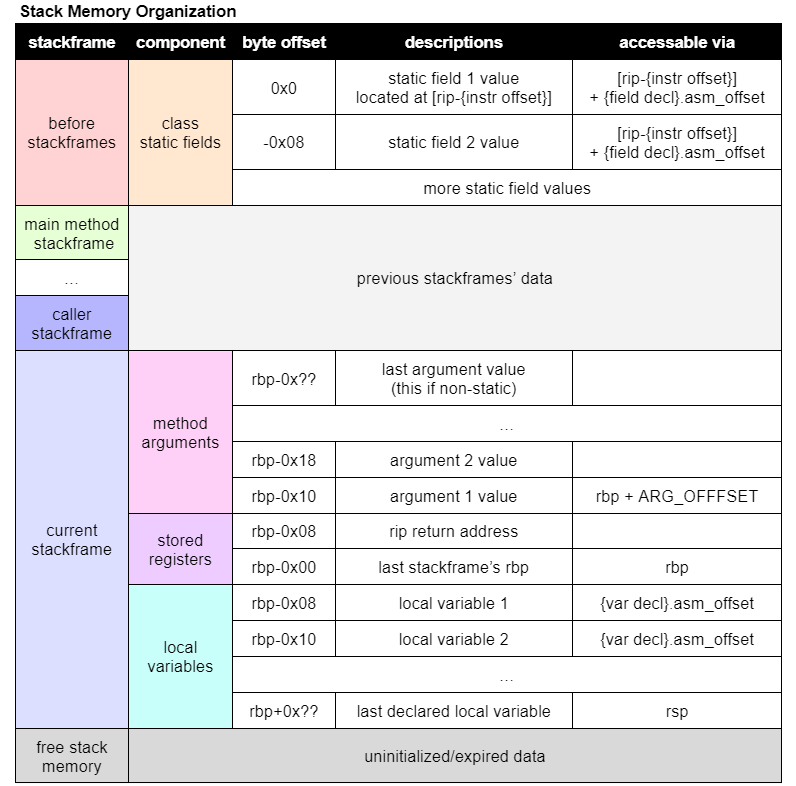 Stack Memory Organization
stackframe component byte offset descriptions accessable via
before
stackframes
class
static fields
0x0
static field 1 value
located at [rip-{instr offset}]
[rip-{instr offset}]
+ {field decl}.asm_offset
-0x08
static field 2 value
[rip-{instr offset}]
+ {field decl}.asm_offset
more static field values
main method
stackframe
...
caller
stackframe
previous stackframes’ data
current
stackframe
method
arguments
rbp-0x??
last argument value
(this if non-static)
...
rbp-0x18 argument 2 value
rbp-0x10 argument 1 value rbp + ARG_OFFFSET
stored
registers
rbp-0x08 rip return address
rbp-0x00 last stackframe’s rbp rbp
local
variables
rbp-0x08 local variable 1 {var decl}.asm_offset
rbp-0x10 local variable 2 {var decl}.asm_offset
...
rbp+0x?? last declared local variable rsp
free stack
memory
uninitialized/expired data